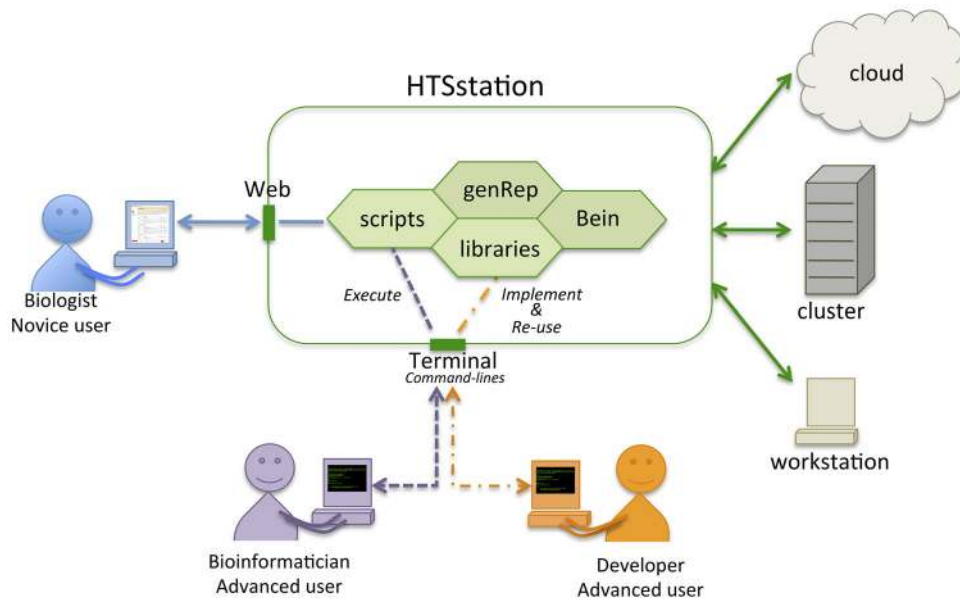 HTSstation
cloud
Web
genRep
scripts
Bein
libraries
Execute
Implement
&
Re-use
Biologist
Novice user
cluster
Terminal
Command-lines
workstation
Bioinformatician
Advanced user
Developer
Advanced user